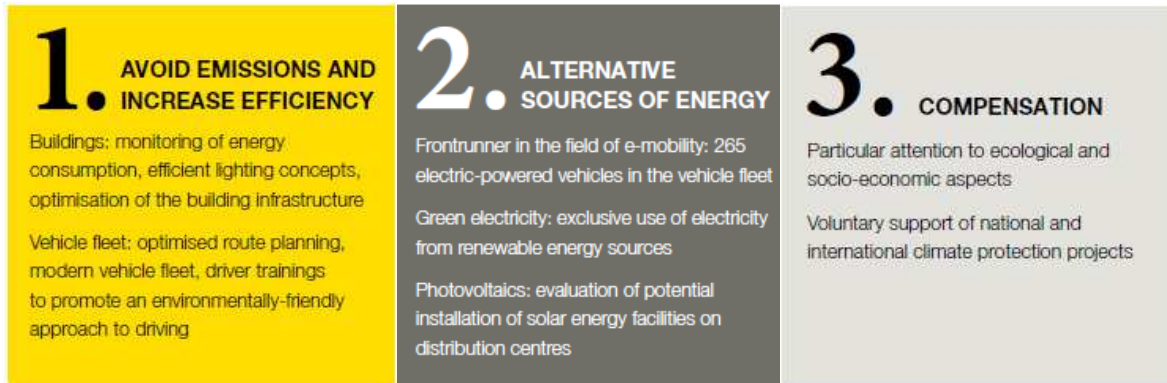 1. AVOID EMISSIONS AND
INCREASE EFFICIENCY
Buildings: monitoring of energy
consumption, efficient lighting concepts,
optimisation of the building infrastructure
Vehicle fleet: optimised route planning,
modern vehicle fleet, driver trainings
to promote an environmentally-friendly
approach to driving
2. ALTERNATIVE
SOURCES OF ENERGY
Frontrunner in the field of e-mobility: 265
electric-powered vehicles in the vehicle fleet
Green electricity: exclusive use of electricity
from renewable energy sources
Photovoltaics: evaluation of potential
installation of solar energy facilities on
distribution centres
3. COMPENSATION
Particular attention to ecological and
socio-economic aspects
Voluntary support of national and
international climate protection projects